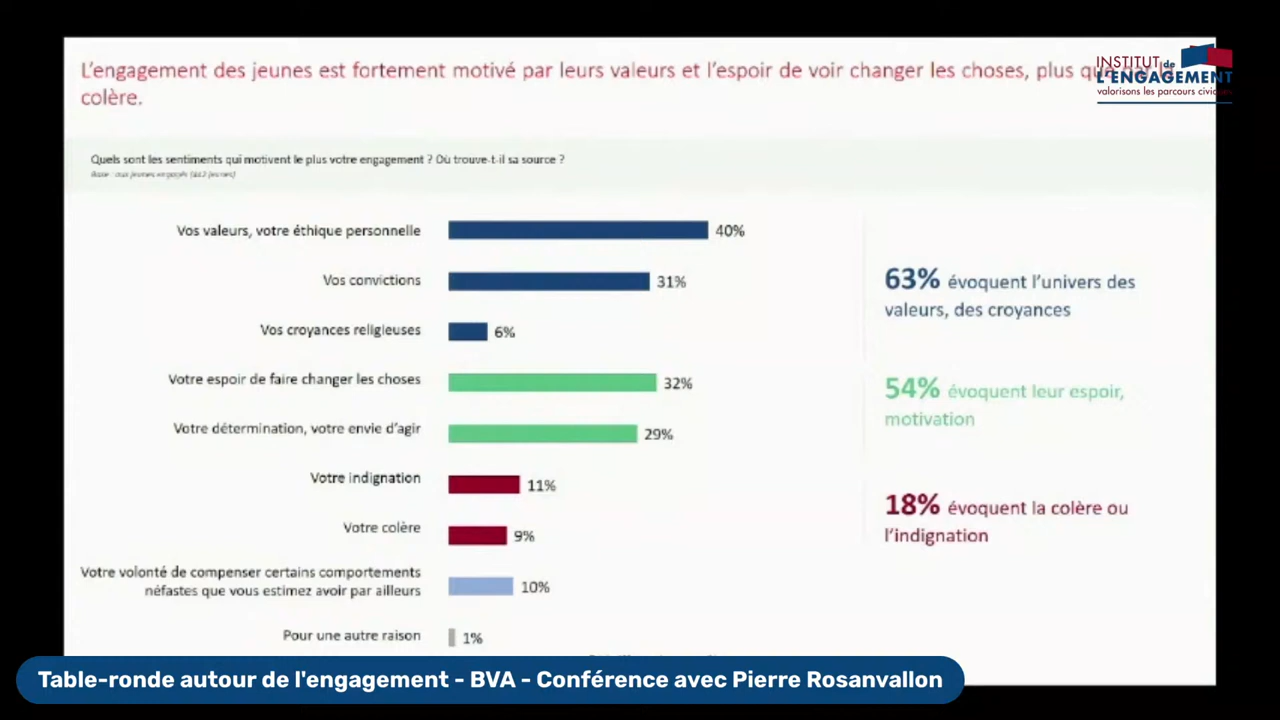 L'engagement des jeunes est fortement motivé par leurs valeurs et l'espoir de voir changer les choses, plus
colère.
INSTITUT de
L'ENGAGEMENT
valorisons les parcours civiques
Quels sont les sentiments qui motivent le plus votre engagement ? Où trouve-t-il sa source ?
Base : aux jeunes engagés
Vos valeurs, votre éthique personnelle 40%
Vos convictions 31%
Vos croyances religieuses 6%
Votre espoir de faire changer les choses 32%
Votre détermination, votre envie d'agir 29%
Votre indignation 11%
Votre colère 9%
Votre volonté de compenser certains comportements
néfastes que vous estimez avoir par ailleurs 10%
Pour une autre raison 1%
63% évoquent l'univers des
valeurs, des croyances
54% évoquent leur espoir,
motivation
18% évoquent la colère ou
l'indignation
Table-ronde autour de l'engagement - BVA - Conférence avec Pierre Rosanvallon